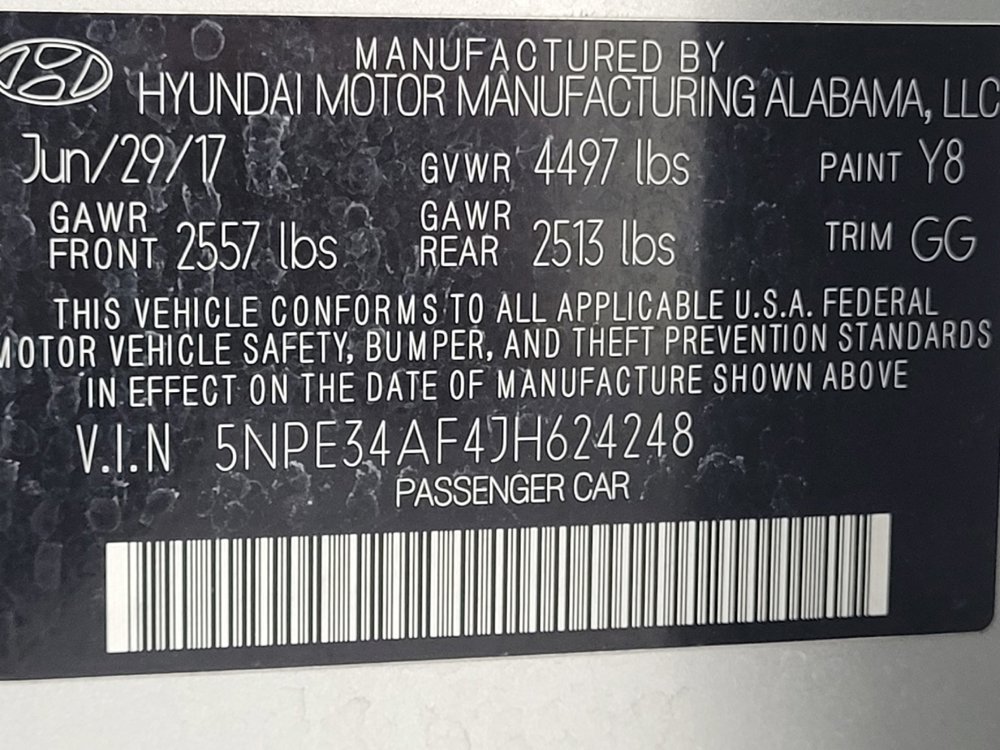 MANUFACTURED BY
HYUNDAI MOTOR MANUFACTURING ALABAMA, LLC
Jun/29/17 GVWR 4497 lbs PAINT Y8
GAWR FRONT 2557 lbs GAWR REAR 2513 lbs TRIM GG
THIS VEHICLE CONFORMS TO ALL APPLICABLE U.S.A. FEDERAL
MOTOR VEHICLE SAFETY, BUMPER, AND THEFT PREVENTION STANDARDS
IN EFFECT ON THE DATE OF MANUFACTURE SHOWN ABOVE
V.I.N 5NPE34AF4JH624248
PASSENGER CAR